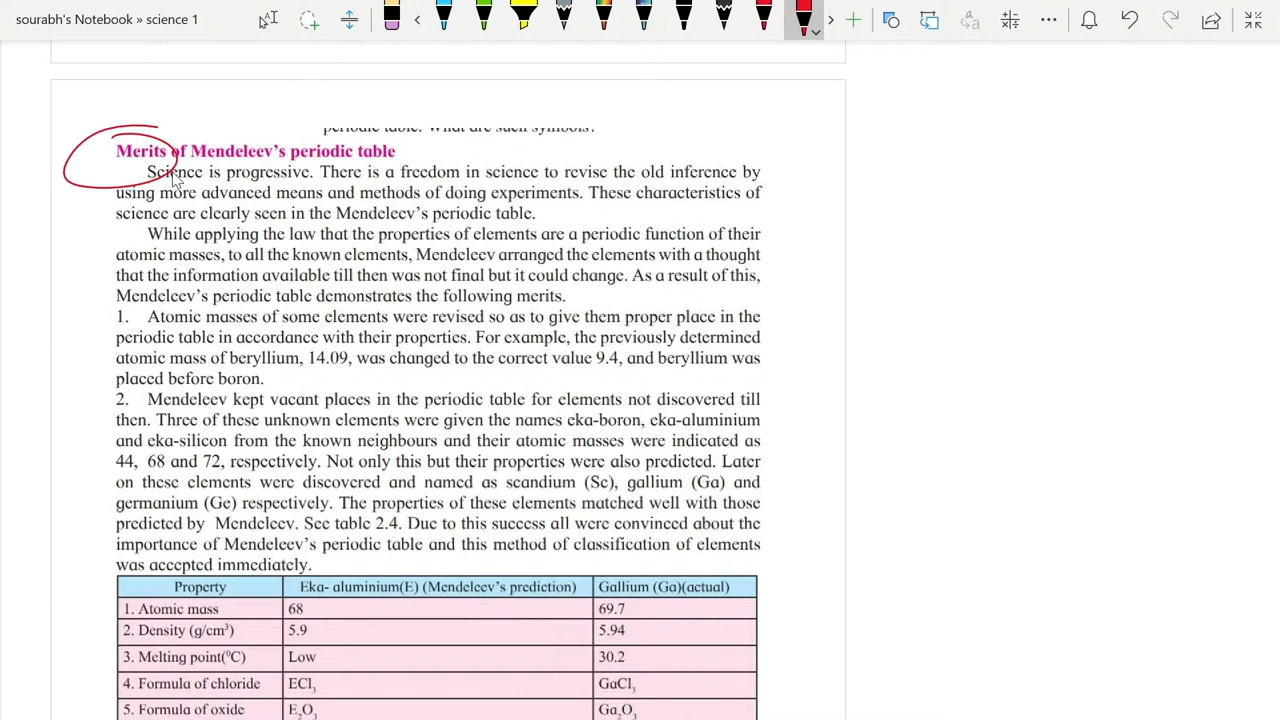 sourabh's Notebook » science 1
periodic table. What are such symbols?
Merits of Mendeleev's periodic table
Science is progressive. There is a freedom in science to revise the old inference by
using more advanced means and methods of doing experiments. These characteristics of
science are clearly seen in the Mendeleev's periodic table.
While applying the law that the properties of elements are a periodic function of their
atomic masses, to all the known elements, Mendeleev arranged the elements with a thought
that the information available till then was not final but it could change. As a result of this,
Mendeleev's periodic table demonstrates the following merits.
1. Atomic masses of some elements were revised so as to give them proper place in the
periodic table in accordance with their properties. For example, the previously determined
atomic mass of beryllium, 14.09, was changed to the correct value 9.4, and beryllium was
placed before boron.
2. Mendeleev kept vacant places in the periodic table for elements not discovered till
then. Three of these unknown elements were given the names eka-boron, eka-aluminium
and eka-silicon from the known neighbours and their atomic masses were indicated as
44, 68 and 72, respectively. Not only this but their properties were also predicted. Later
on these elements were discovered and named as scandium (Sc), gallium (Ga) and
germanium (Ge) respectively. The properties of these elements matched well with those
predicted by Mendeleev. See table 2.4. Due to this success all were convinced about the
importance of Mendeleev's periodic table and this method of classification of elements
was accepted immediately.
Property Eka- aluminium(E) (Mendeleev's prediction) Gallium (Ga)(actual)
1. Atomic mass 68 69.7
2. Density (g/cm³) 5.9 5.94
3. Melting point(⁰C) Low 30.2
4. Formula of chloride ECl₃ GaCl₃
5. Formula of oxide E₂O₃ Ga₂O₃